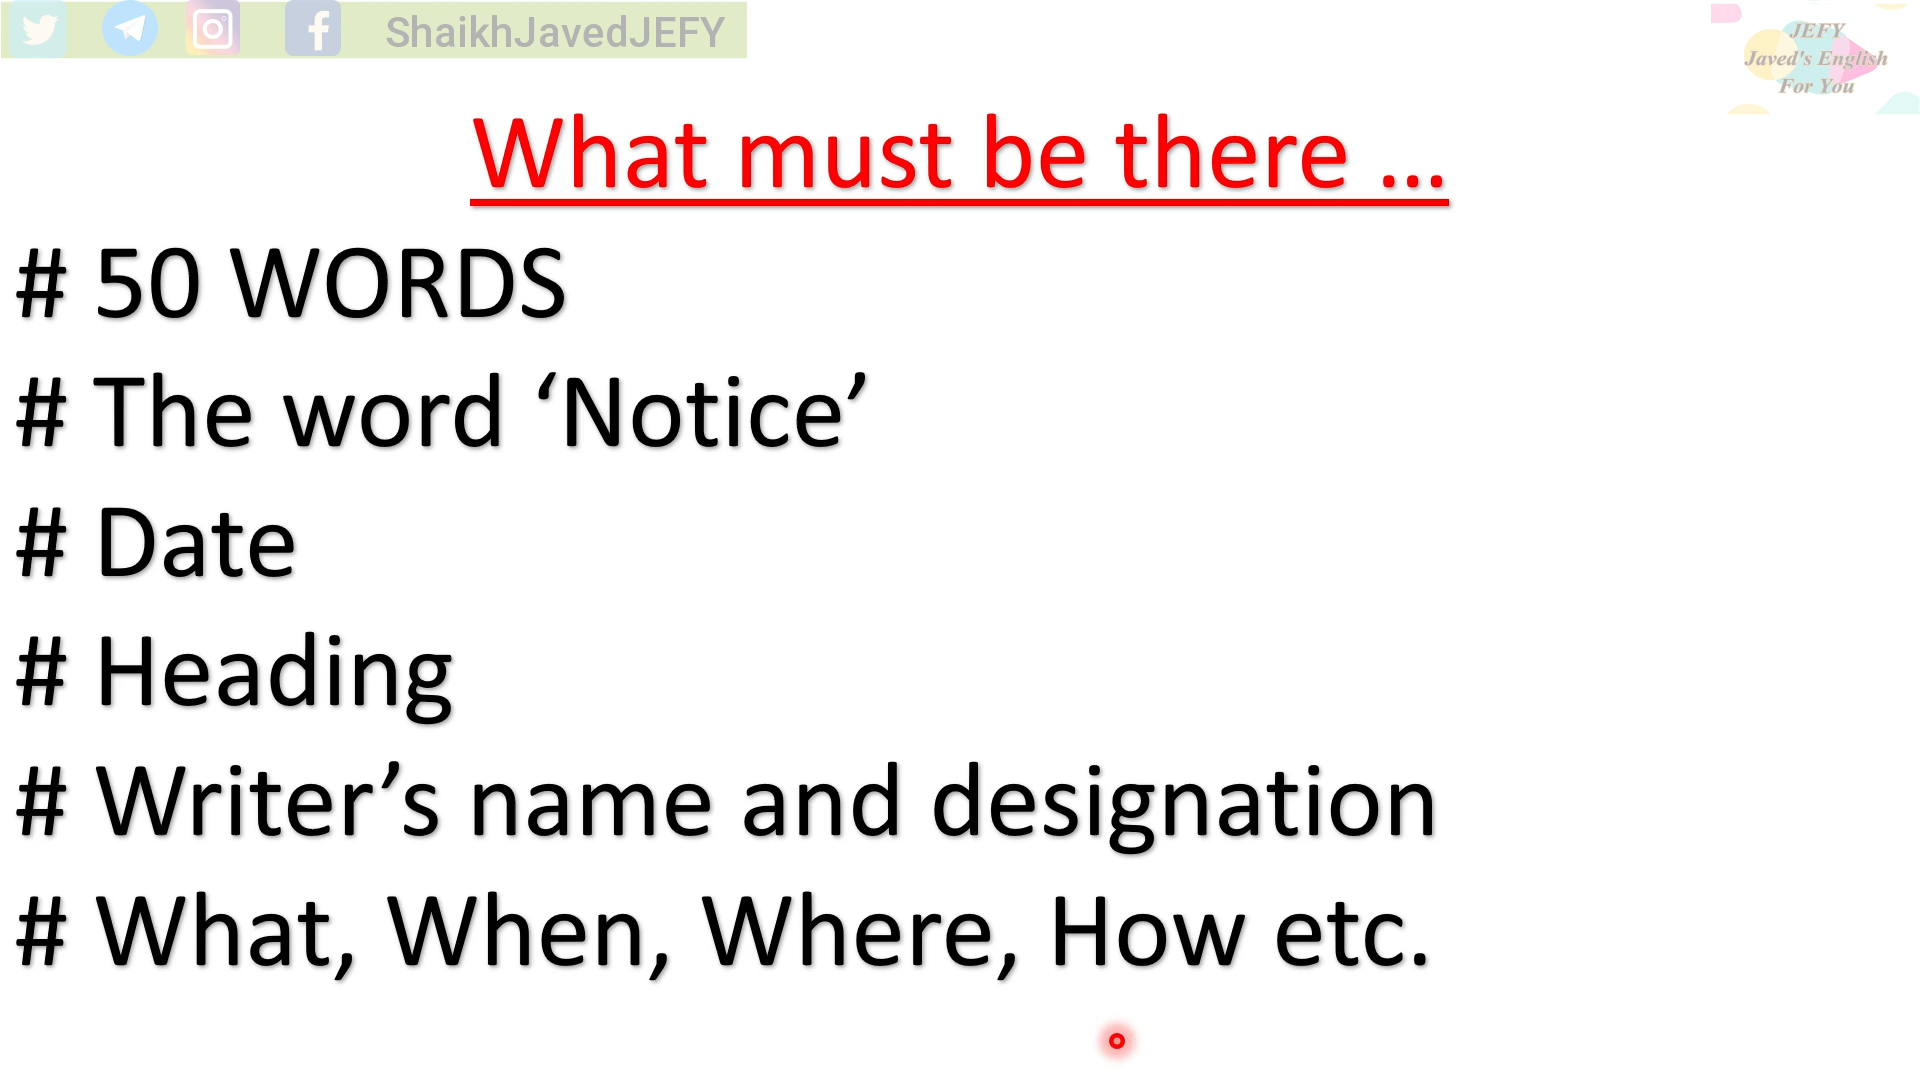 ShaikhJavedJEFY
JEFY
Javed's English
For You
What must be there ...
# 50 WORDS
# The word ‘Notice’
# Date
# Heading
# Writer’s name and designation
# What, When, Where, How etc.